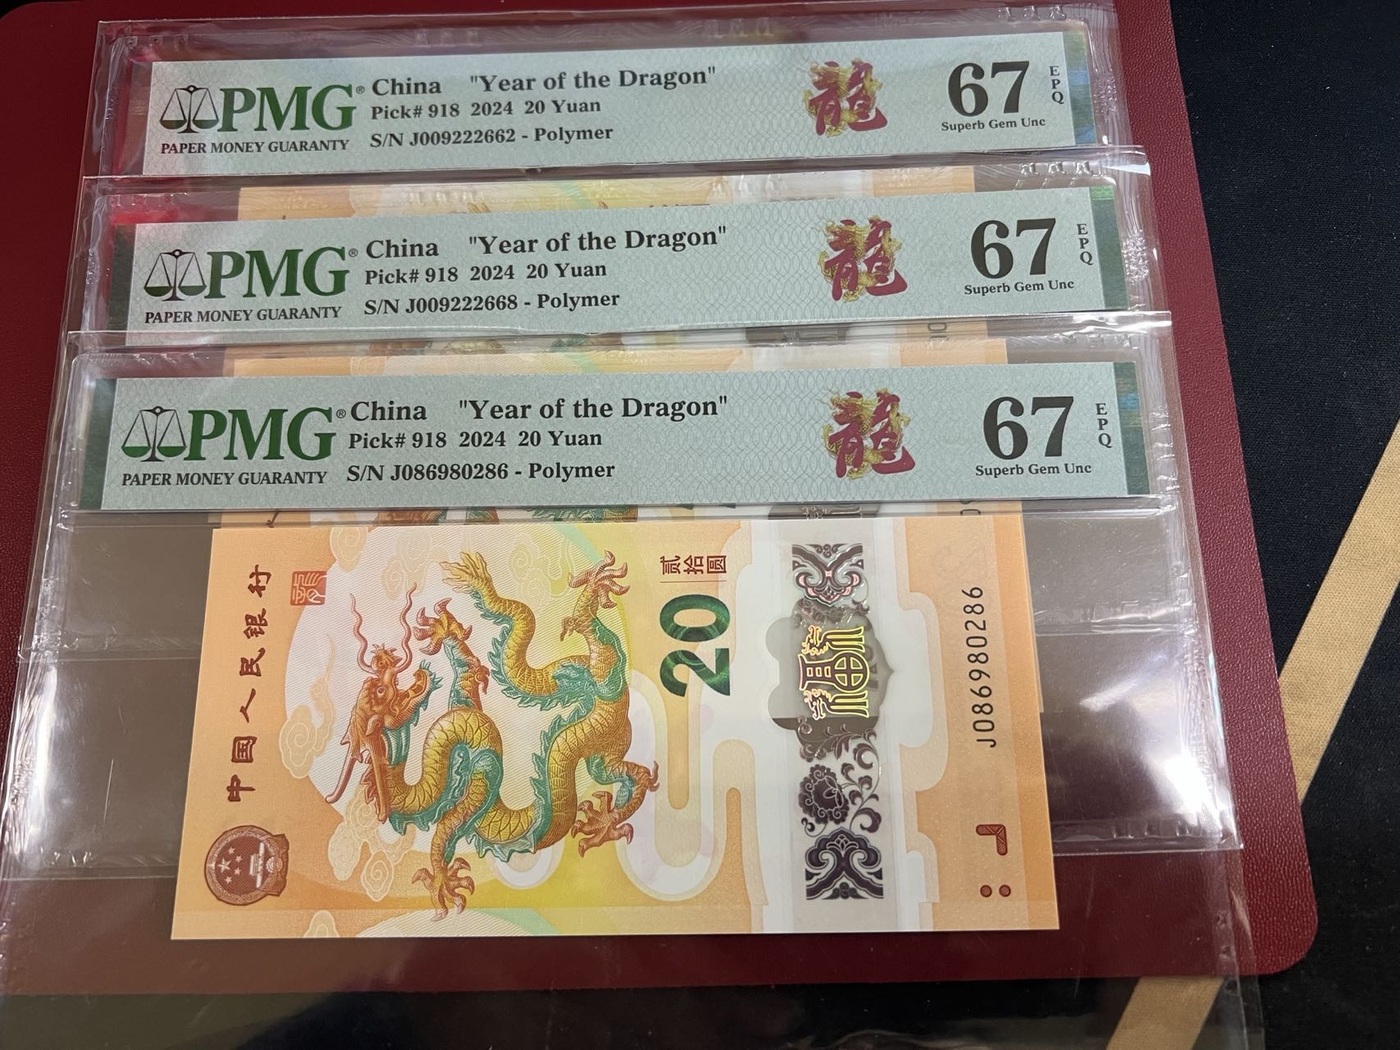 PMG® China "Year of the Dragon"
Pick# 918 2024 20 Yuan
PAPER MONEY GUARANTY
S/N J009222662 - Polymer
龍
67
EPQ
Superb Gem Unc
PMG® China "Year of the Dragon"
Pick# 918 2024 20 Yuan
PAPER MONEY GUARANTY
S/N J009222668 - Polymer
龍
67
EPQ
Superb Gem Unc
PMG® China "Year of the Dragon"
Pick# 918 2024 20 Yuan
PAPER MONEY GUARANTY
S/N J086980286 - Polymer
龍
67
EPQ
Superb Gem Unc
中国人民银行
贰拾圆
20
J086980286